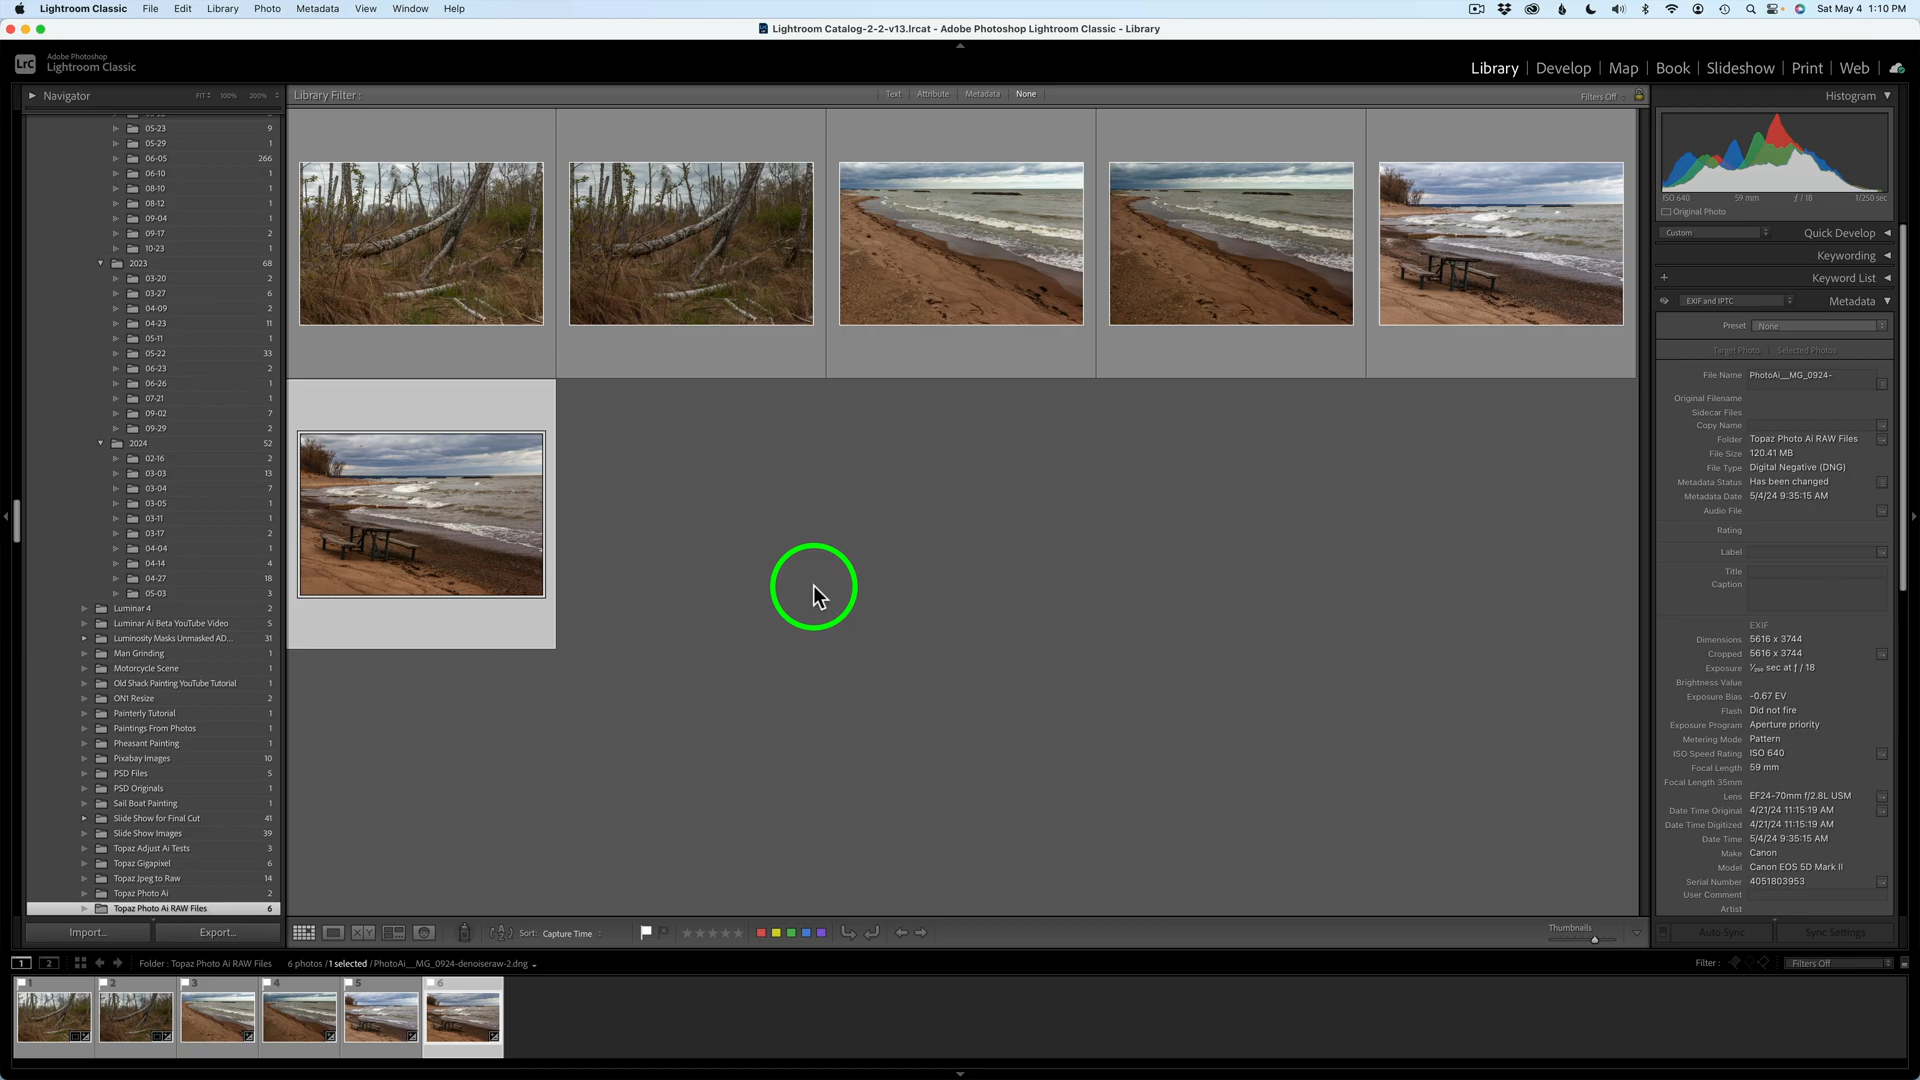 Lightroom Classic File Edit Library Photo Metadata View Window Help Sat May 4 1:10 PM
Lightroom Catalog-2-2-v13.lrcat - Adobe Photoshop Lightroom Classic - Library
LrC Adobe Photoshop
Lightroom Classic
Library | Develop | Map | Book | Slideshow | Print | Web
Navigator FIT 100% 200%
Library Filter : Text Attribute Metadata None Filters Off
Histogram
05-23 9
05-29 1
06-05 266
06-10 1
08-10 1
08-12 1
09-04 1
09-17 2
10-23 1
2023 68
03-20 2
03-27 6
04-09 2
04-23 11
05-11 1
05-22 33
06-23 2
06-26 1
07-21 1
09-02 7
09-29 2
2024 52
02-16 2
03-03 13
03-04 7
03-05 1
03-11 1
03-17 2
04-04 1
04-14 4
04-27 18
05-03 3
Luminar 4 2
Luminar Ai Beta YouTube Video 5
Luminosity Masks Unmasked AD... 31
Man Grinding 1
Motorcycle Scene 1
Old Shack Painting YouTube Tutorial 1
ON1 Resize 2
Painterly Tutorial 1
Paintings From Photos 1
Pheasant Painting 1
Pixabay Images 10
PSD Files 5
PSD Originals 1
Sail Boat Painting 1
Slide Show for Final Cut 41
Slide Show Images 39
Topaz Adjust Ai Tests 3
Topaz Gigapixel 6
Topaz Jpeg to Raw 14
Topaz Photo Ai 2
Topaz Photo Ai RAW Files 6
Import... Export...
ISO 640 59 mm ƒ / 18 1/250 sec
Original Photo
Custom Quick Develop
Keywording
+ Keyword List
EXIF and IPTC Metadata
Preset None
Target Photo Selected Photos
File Name PhotoAi__MG_0924-
Original Filename
Sidecar Files
Copy Name
Folder Topaz Photo Ai RAW Files
File Size 120.41 MB
File Type Digital Negative (DNG)
Metadata Status Has been changed
Metadata Date 5/4/24 9:35:15 AM
Audio File
Rating
Label
Title
Caption
EXIF
Dimensions 5616 x 3744
Cropped 5616 x 3744
Exposure 1/250 sec at ƒ / 18
Brightness Value
Exposure Bias -0.67 EV
Flash Did not fire
Exposure Program Aperture priority
Metering Mode Pattern
ISO Speed Rating ISO 640
Focal Length 59 mm
Focal Length 35mm
Lens EF24-70mm f/2.8L USM
Date Time Original 4/21/24 11:15:19 AM
Date Time Digitized 4/21/24 11:15:19 AM
Date Time 5/4/24 9:35:15 AM
Make Canon
Model Canon EOS 5D Mark II
Serial Number 4051803953
User Comment
Artist
Auto Sync Sync Settings
Sort: Capture Time Thumbnails
1 2 Folder : Topaz Photo Ai RAW Files 6 photos / 1 selected / PhotoAi__MG_0924-denoiseraw-2.dng Filter : Filters Off
1 2 3 4 5 6